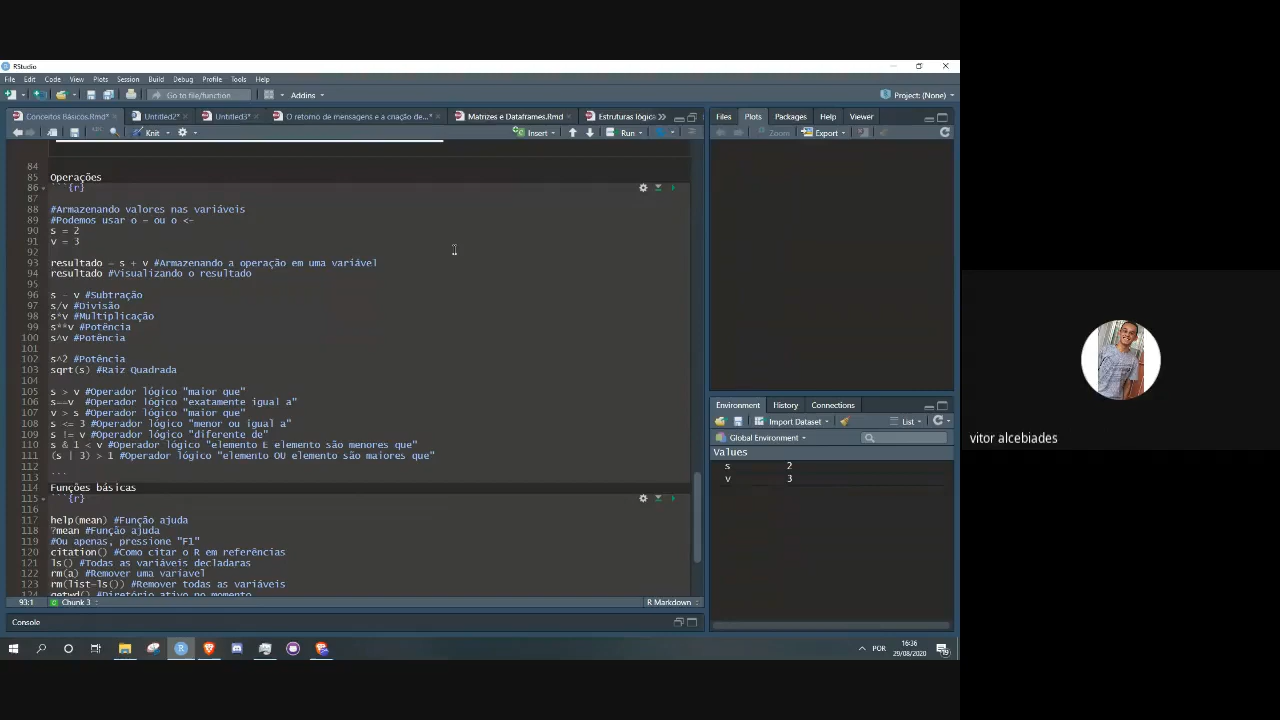 RStudio
File Edit Code View Plots Session Build Debug Profile Tools Help
Go to file/function Addins Project: (None)
Conceitos Básicos.Rmd* Untitled2* Untitled3* O retorno de mensagens e a criação de...* Matrizes e Dataframes.Rmd Estruturas lógica
Knit Insert Run
84
85 Operações
86 ```{r}
87
88 #Armazenando valores nas variáveis
89 #Podemos usar o = ou o <-
90 s = 2
91 v = 3
92
93 resultado = s + v #Armazenando a operação em uma variável
94 resultado #Visualizando o resultado
95
96 s - v #Subtração
97 s/v #Divisão
98 s*v #Multiplicação
99 s**v #Potência
100 s^v #Potência
101
102 s^2 #Potência
103 sqrt(s) #Raiz Quadrada
104
105 s > v #Operador lógico "maior que"
106 s==v #Operador lógico "exatamente igual a"
107 v > s #Operador lógico "maior que"
108 s <= 3 #Operador lógico "menor ou igual a"
109 s != v #Operador lógico "diferente de"
110 s & 1 < v #Operador lógico "elemento E elemento são menores que"
111 (s | 3) > 1 #Operador lógico "elemento OU elemento são maiores que"
112
113 ```
114 Funções básicas
115 ```{r}
116
117 help(mean) #Função ajuda
118 ?mean #Função ajuda
119 #Ou apenas, pressione "F1"
120 citation() #Como citar o R em referências
121 ls() #Todas as variáveis decladaras
122 rm(a) #Remover uma variavel
123 rm(list=ls()) #Remover todas as variáveis
124 getwd() #Diretório ativo no momento
93:1 Chunk 3 R Markdown
Console
Files Plots Packages Help Viewer
Zoom Export
Environment History Connections
Import Dataset List
Global Environment
Values
s 2
v 3
POR
16:36
29/08/2020
vitor alcebiades